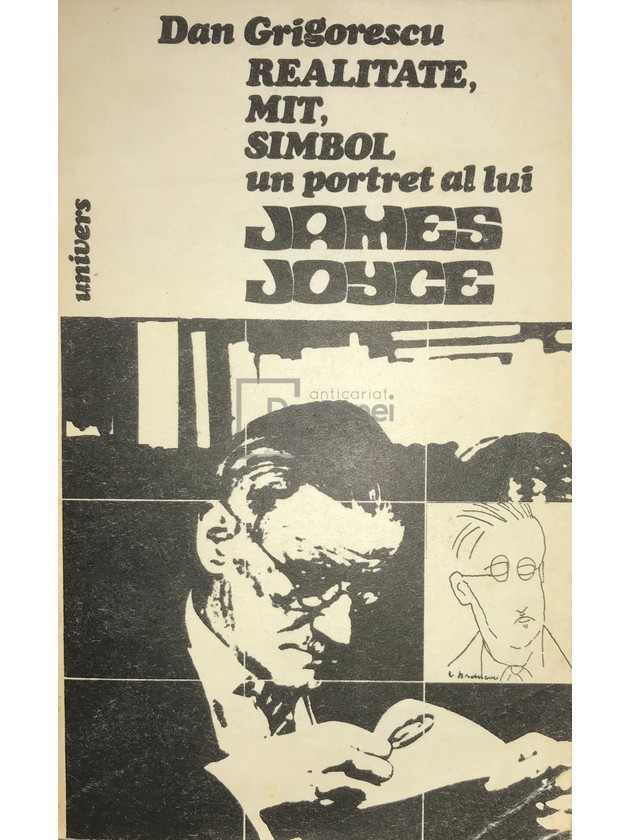 Dan Grigorescu
REALITATE,
MIT,
SIMBOL
un portret al lui
JAMES
JOYCE
univers
anticariat